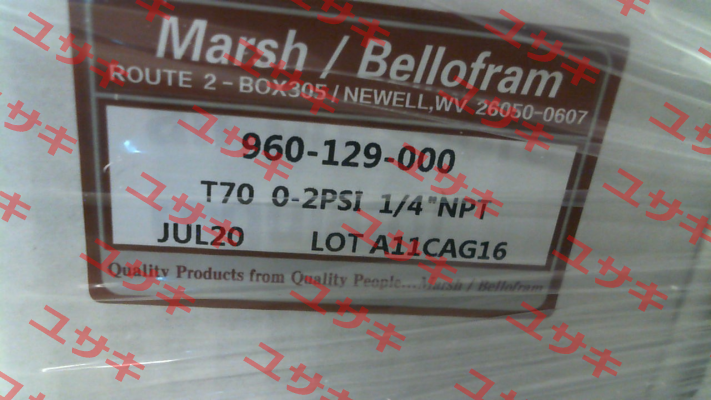 Marsh / Bellofram
ROUTE 2 - BOX305 / NEWELL, WV 26050-0607
960-129-000
T70 0-2PSI 1/4"NPT
JUL20 LOT A11CAG16
Quality Products from Quality People...Marsh / Bellofram
ユサキ